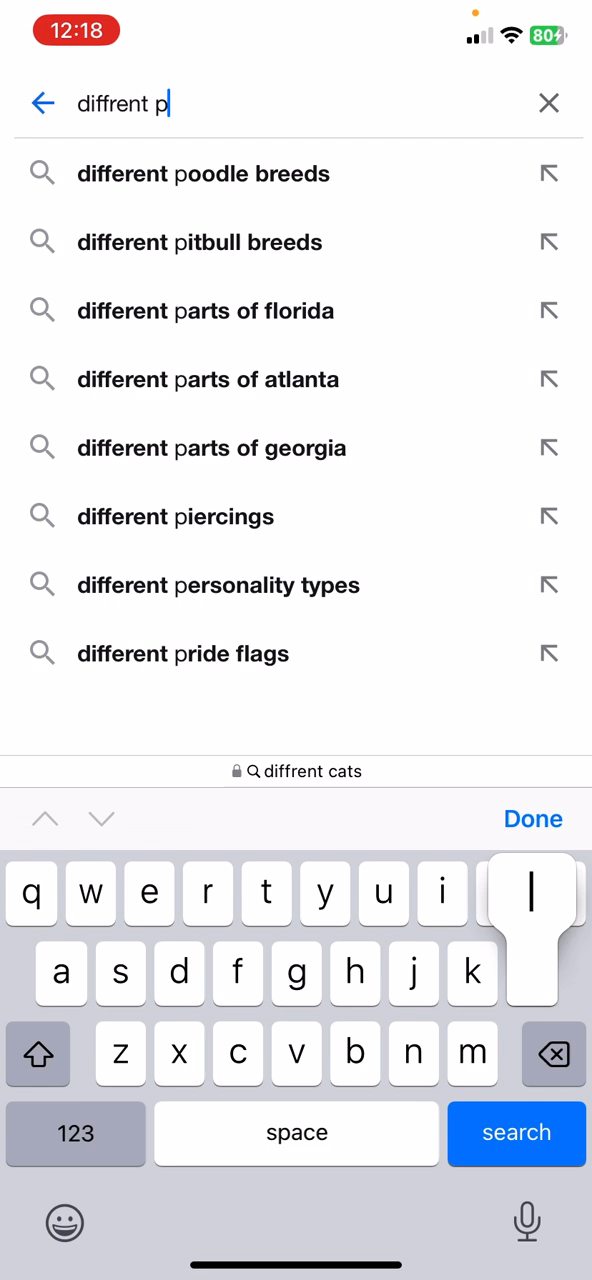 12:18
80
diffrent p
different poodle breeds
different pitbull breeds
different parts of florida
different parts of atlanta
different parts of georgia
different piercings
different personality types
different pride flags
diffrent cats
Done
q w e r t y u i
a s d f g h j k l
z x c v b n m
123 space search